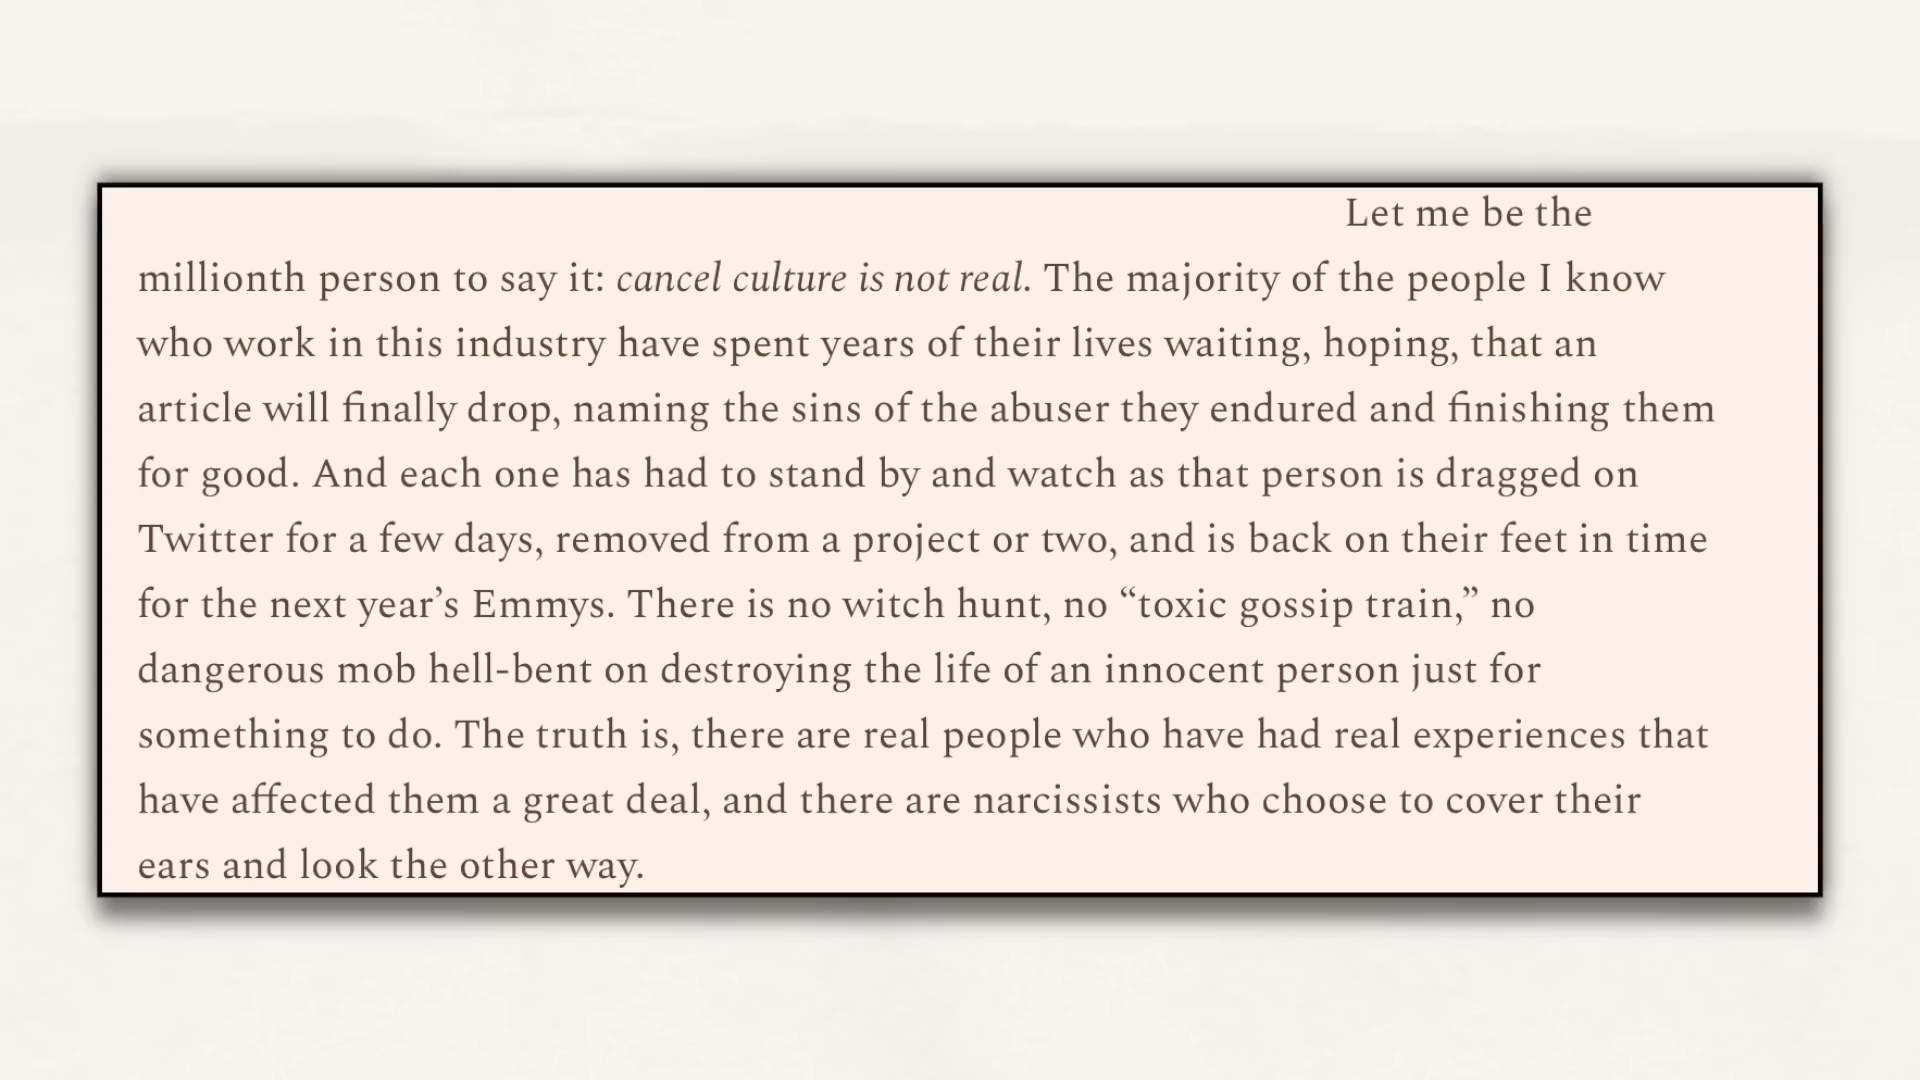 Let me be the
millionth person to say it: cancel culture is not real. The majority of the people I know
who work in this industry have spent years of their lives waiting, hoping, that an
article will finally drop, naming the sins of the abuser they endured and finishing them
for good. And each one has had to stand by and watch as that person is dragged on
Twitter for a few days, removed from a project or two, and is back on their feet in time
for the next year’s Emmys. There is no witch hunt, no “toxic gossip train,” no
dangerous mob hell-bent on destroying the life of an innocent person just for
something to do. The truth is, there are real people who have had real experiences that
have affected them a great deal, and there are narcissists who choose to cover their
ears and look the other way.